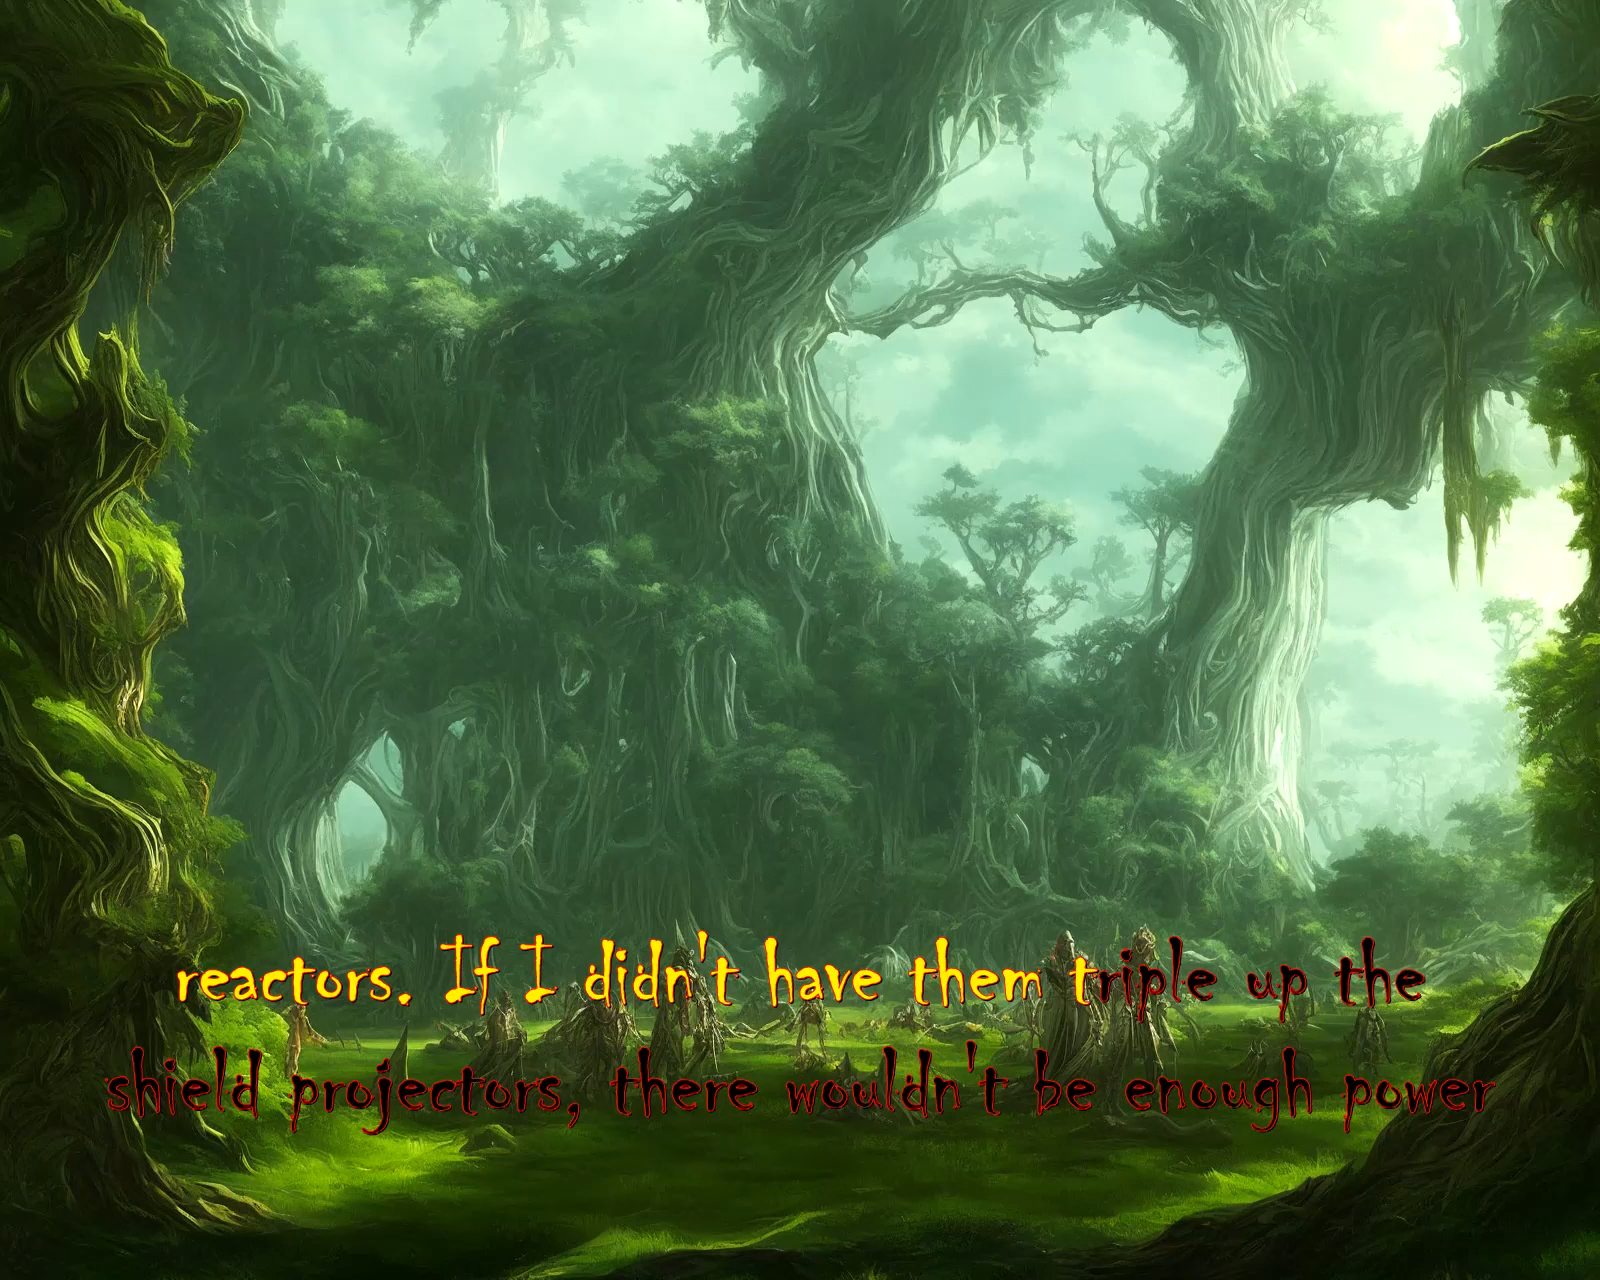 reactors. If I didn't have them triple up the
shield projectors, there wouldn't be enough power